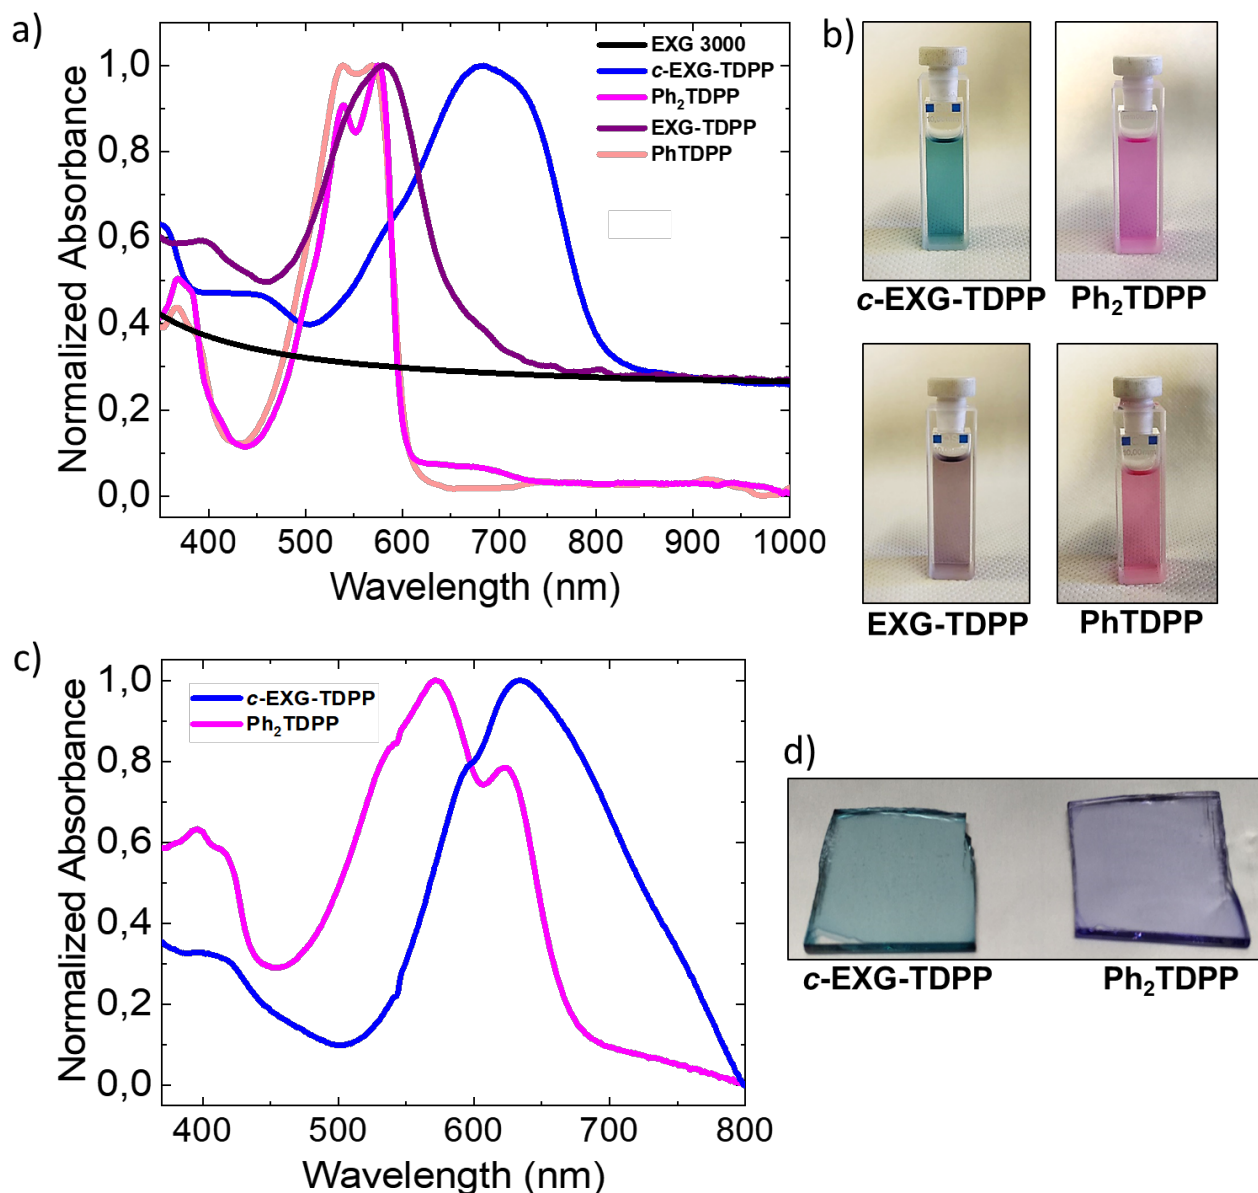 a)
1,0
0,8
0,6
0,4
0,2
0,0
Normalized Absorbance
400 500 600 700 800 900 1000
Wavelength (nm)
EXG 3000
c-EXG-TDPP
Ph₂TDPP
EXG-TDPP
PhTDPP
b)
c-EXG-TDPP
Ph₂TDPP
EXG-TDPP
PhTDPP
c)
1,0
0,8
0,6
0,4
0,2
0,0
Normalized Absorbance
400 500 600 700 800
Wavelength (nm)
c-EXG-TDPP
Ph₂TDPP
d)
c-EXG-TDPP
Ph₂TDPP